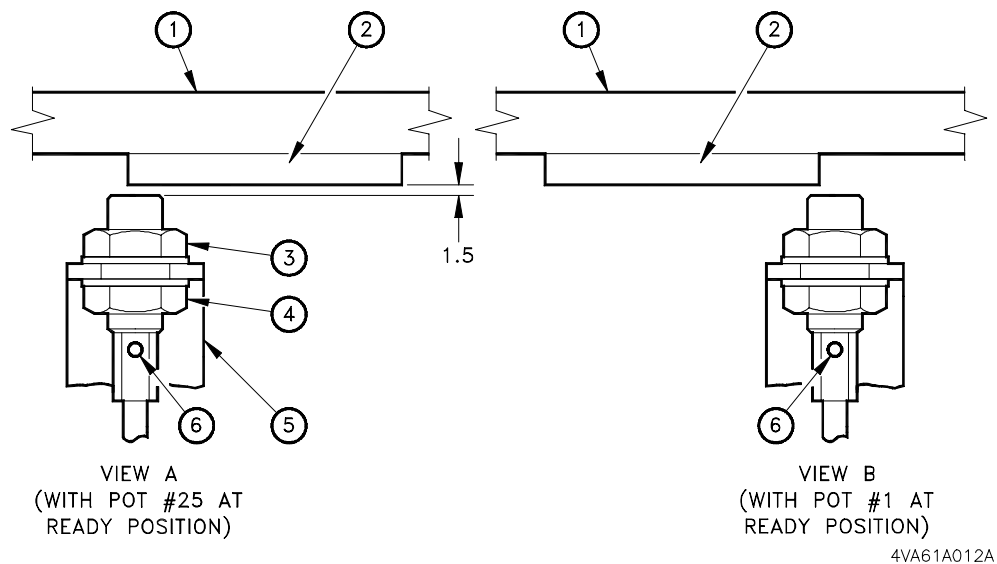 1
2
1
2
1.5
3
4
6
5
6
VIEW A
(WITH POT #25 AT
READY POSITION)
VIEW B
(WITH POT #1 AT
READY POSITION)
4VA61A012A